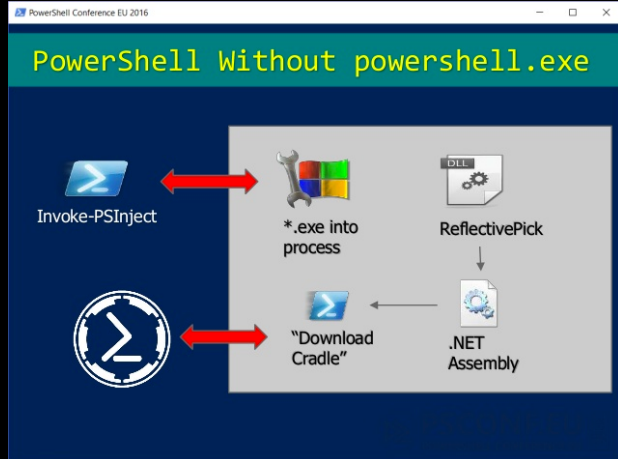 PowerShell Conference EU 2016
PowerShell Without powershell.exe
Invoke-PSInject
*.exe into
process
DLL
ReflectivePick
"Download
Cradle"
.NET
Assembly